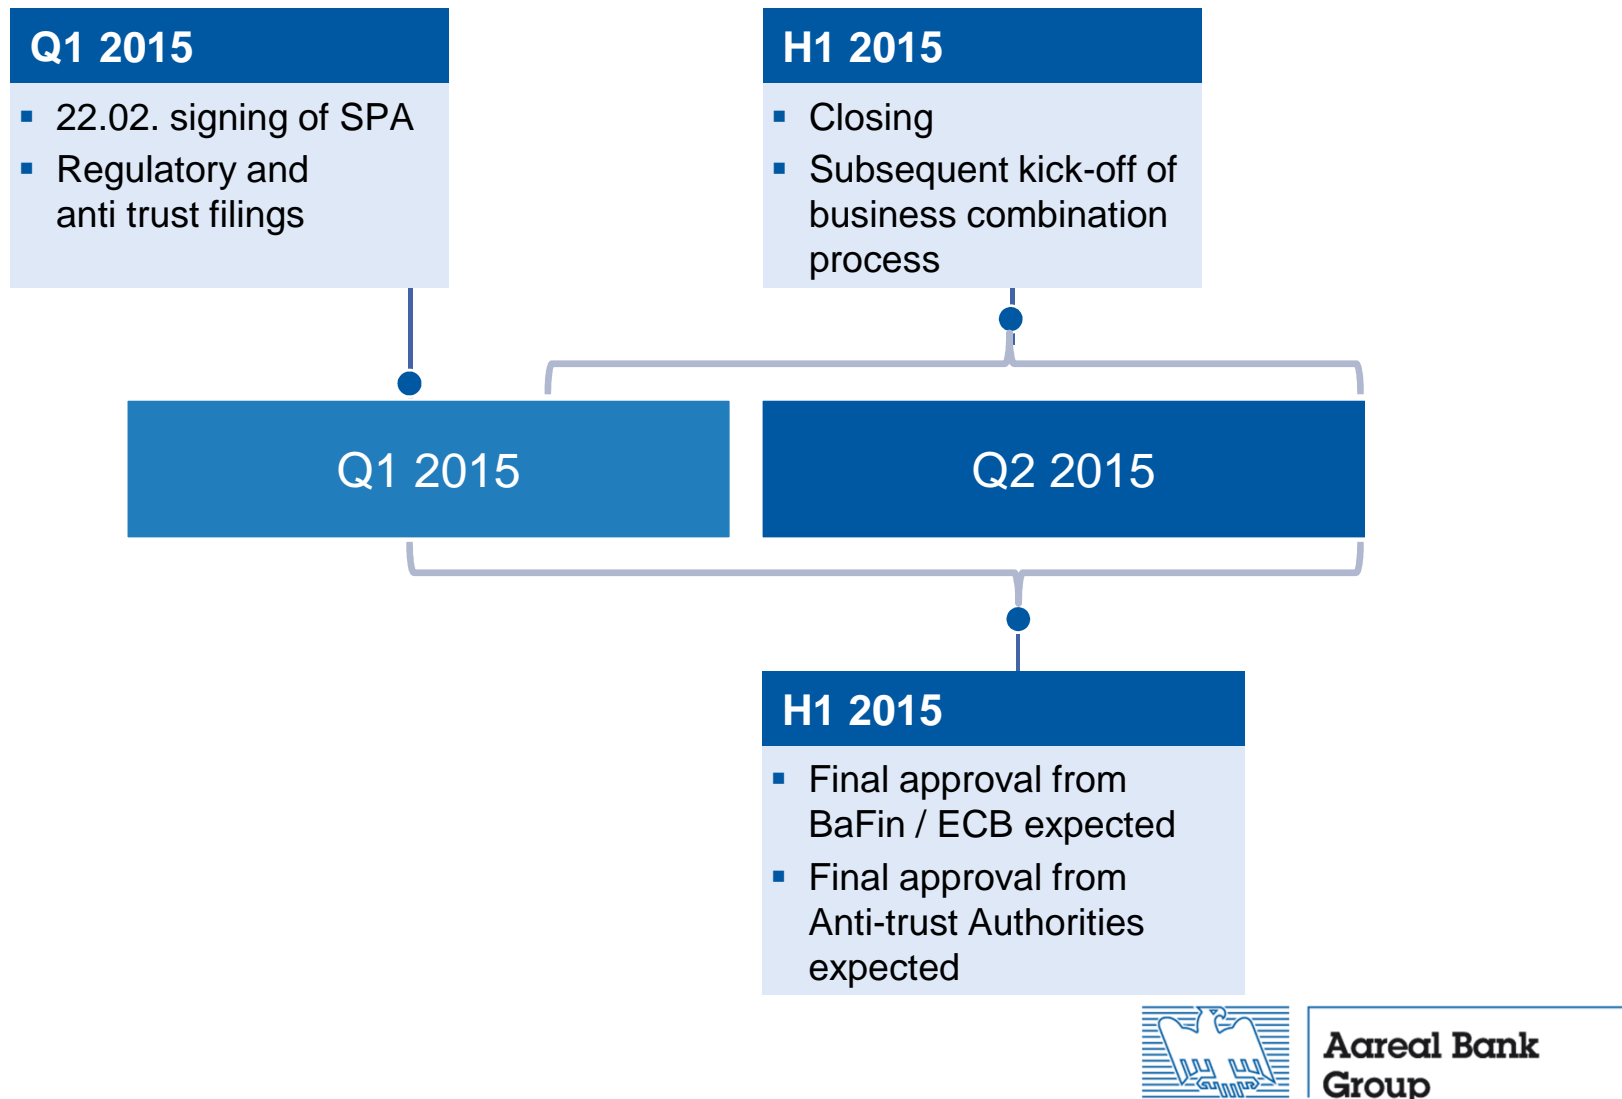 Q1 2015
22.02. signing of SPA
Regulatory and
anti trust filings
H1 2015
Closing
Subsequent kick-off of
business combination
process
Q1 2015
Q2 2015
H1 2015
Final approval from
BaFin / ECB expected
Final approval from
Anti-trust Authorities
expected
Aareal Bank
Group